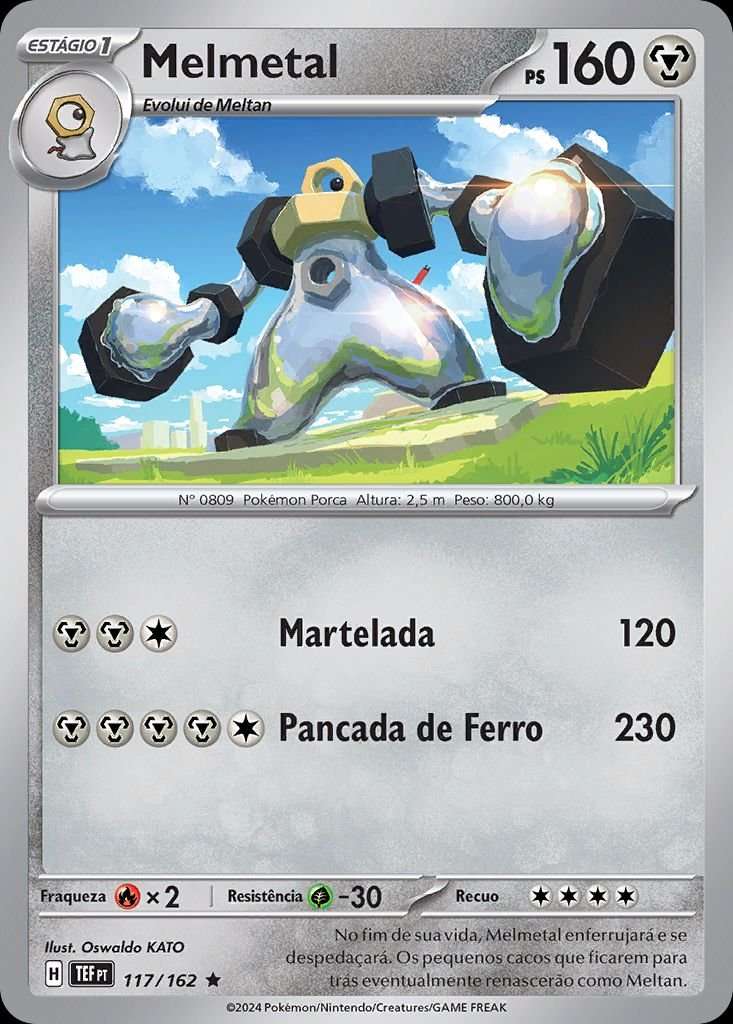 ESTÁGIO 1
Melmetal
PS 160
Evolui de Meltan
Nº 0809 Pokémon Porca Altura: 2,5 m Peso: 800,0 kg
Martelada 120
Pancada de Ferro 230
Fraqueza ×2 Resistência -30 Recuo
Ilust. Oswaldo KATO
H TEF PT 117/162
No fim de sua vida, Melmetal enferrujará e se
despedaçará. Os pequenos cacos que ficarem para
trás eventualmente renascerão como Meltan.
©2024 Pokémon/Nintendo/Creatures/GAME FREAK